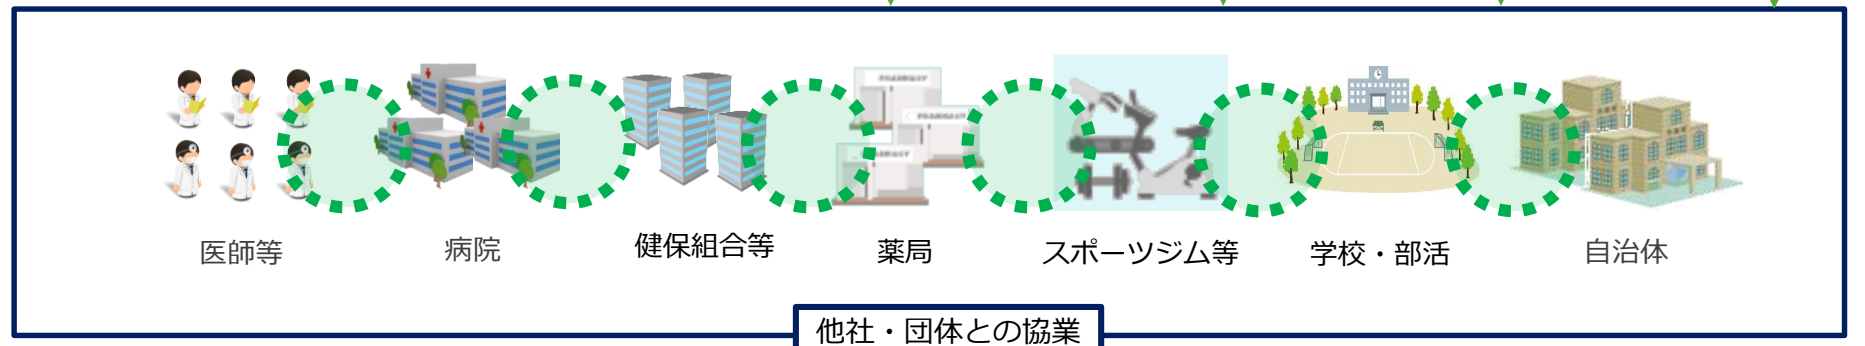 医師等
病院
健保組合等
薬局
スポーツジム等
学校・部活
自治体
他社・団体との協業